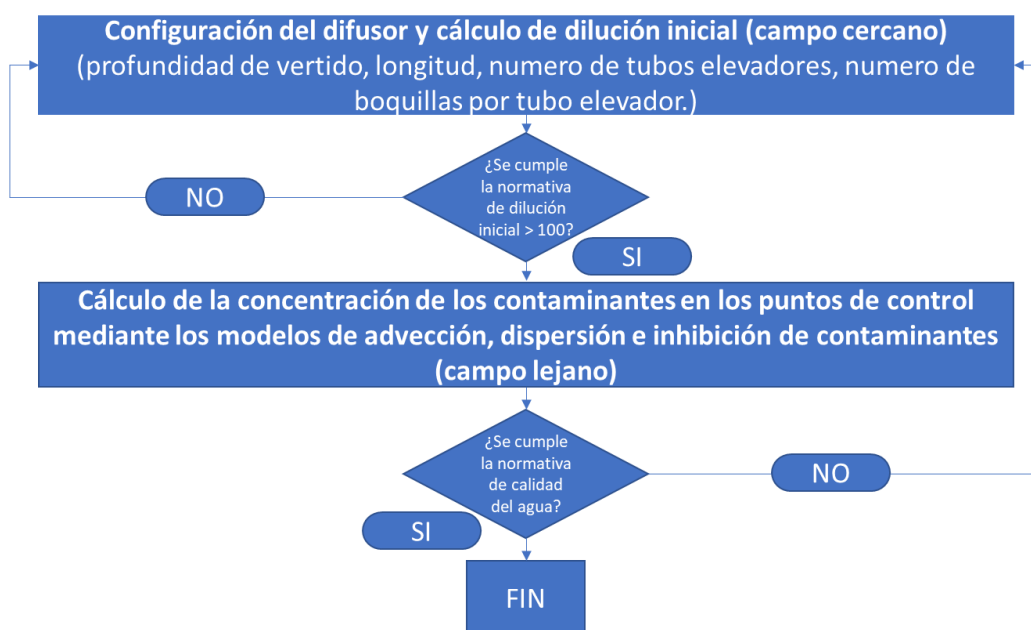 Configuración del difusor y cálculo de dilución inicial (campo cercano)
(profundidad de vertido, longitud, numero de tubos elevadores, numero de
boquillas por tubo elevador.)
¿Se cumple
la normativa
de dilución
inicial > 100?
NO
SI
Cálculo de la concentración de los contaminantes en los puntos de control
mediante los modelos de advección, dispersión e inhibición de contaminantes
(campo lejano)
¿Se cumple
la normativa
de calidad
del agua?
NO
SI
FIN